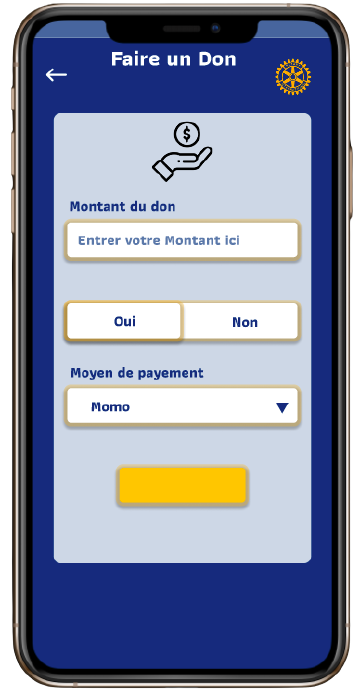 Faire un Don
$
Montant du don
Entrer votre Montant ici
Oui
Non
Moyen de payement
Momo